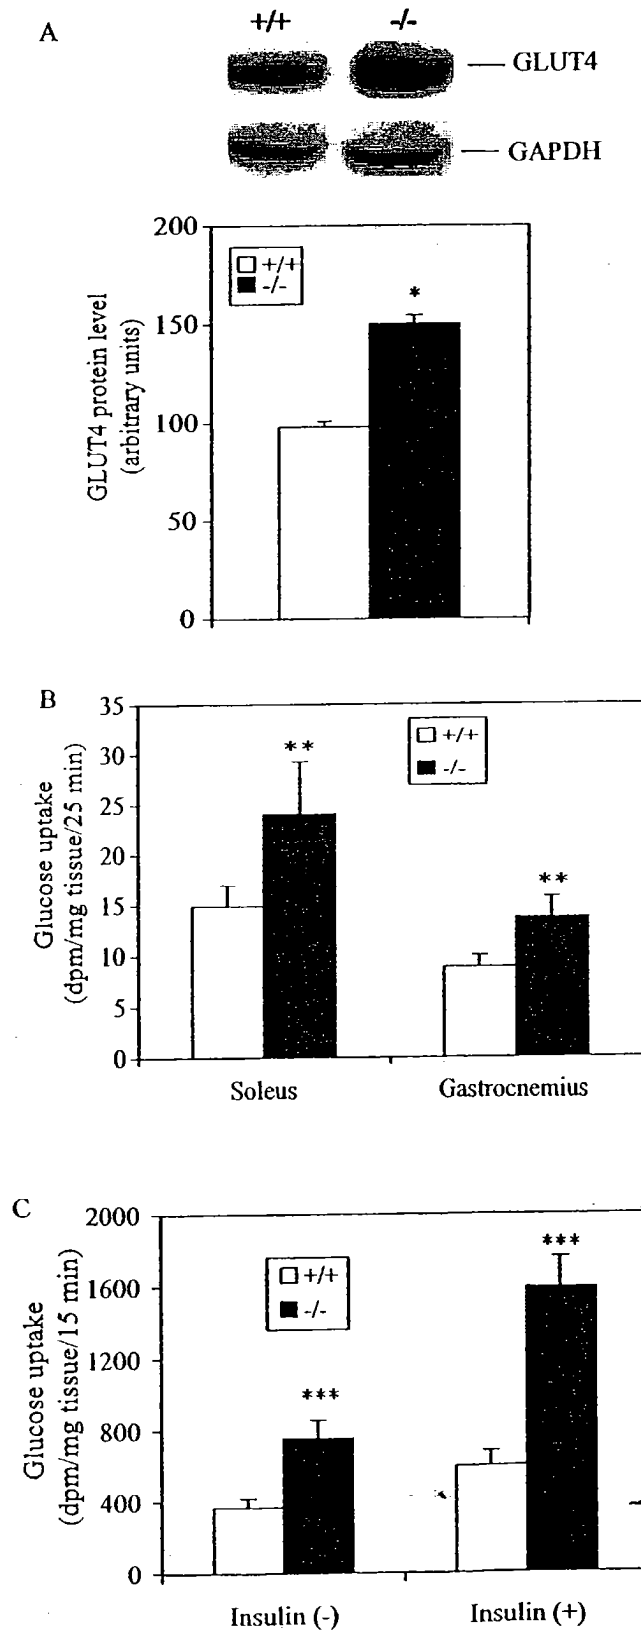 A
+/+ -/-
GLUT4
GAPDH
GLUT4 protein level
(arbitrary units)
200
150
100
50
0
+/+
-/-
*
B
Glucose uptake
(dpm/mg tissue/25 min)
35
30
25
20
15
10
5
0
+/+
-/-
**
**
Soleus
Gastrocnemius
C
Glucose uptake
(dpm/mg tissue/15 min)
2000
1600
1200
800
400
0
+/+
-/-
***
***
Insulin (-)
Insulin (+)